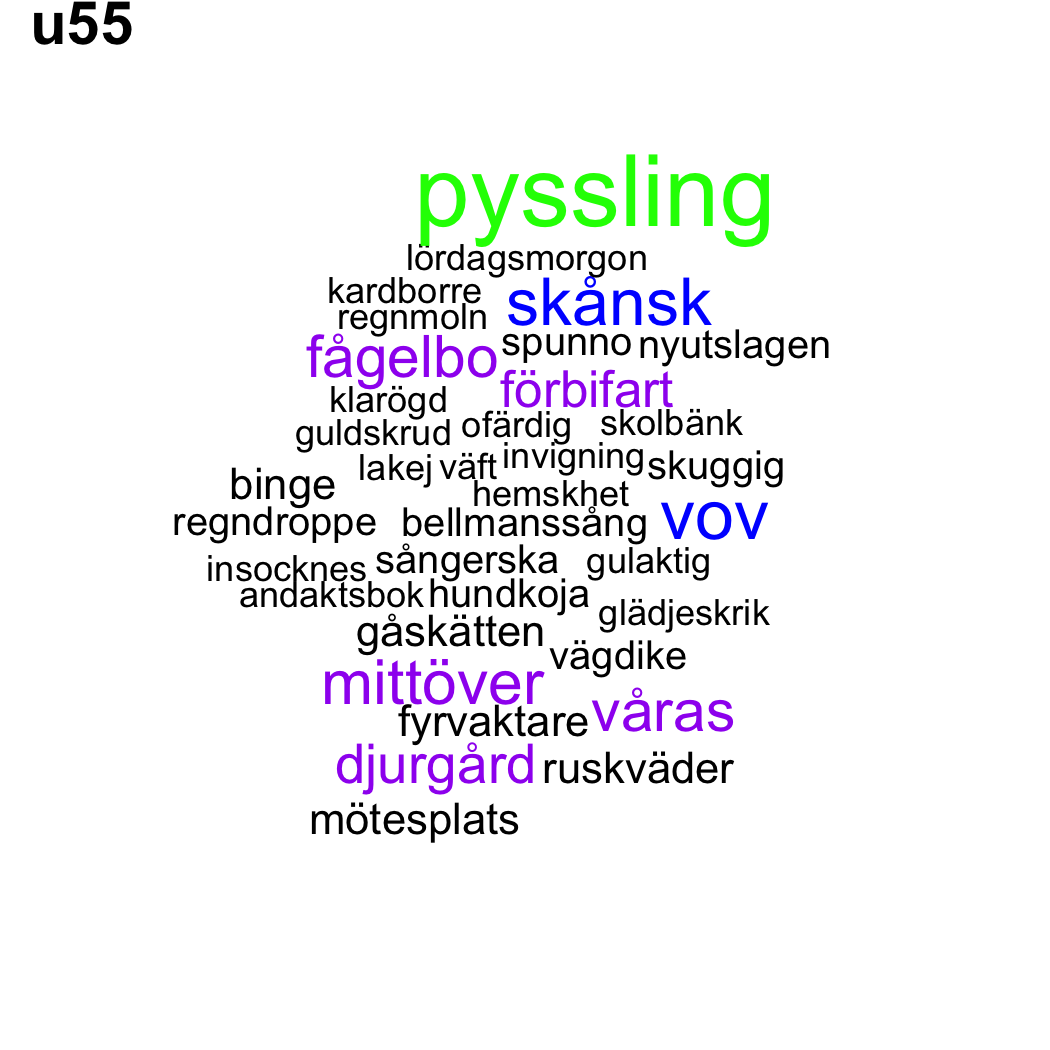 u55
pyssling
lördagsmorgon
kardborre skånsk
regnmoln
fågelbo spunno nyutslagen
klarögd förbifart
guldskrud ofärdig skolbänk
lakej väft invigning skuggig
binge hemskhet
regndroppe bellmanssång vov
insocknes sångerska gulaktig
andaktsbok hundkoja glädjeskrik
gåskätten
vägdike
mittöver
fyrvaktare våras
djurgård ruskväder
mötesplats